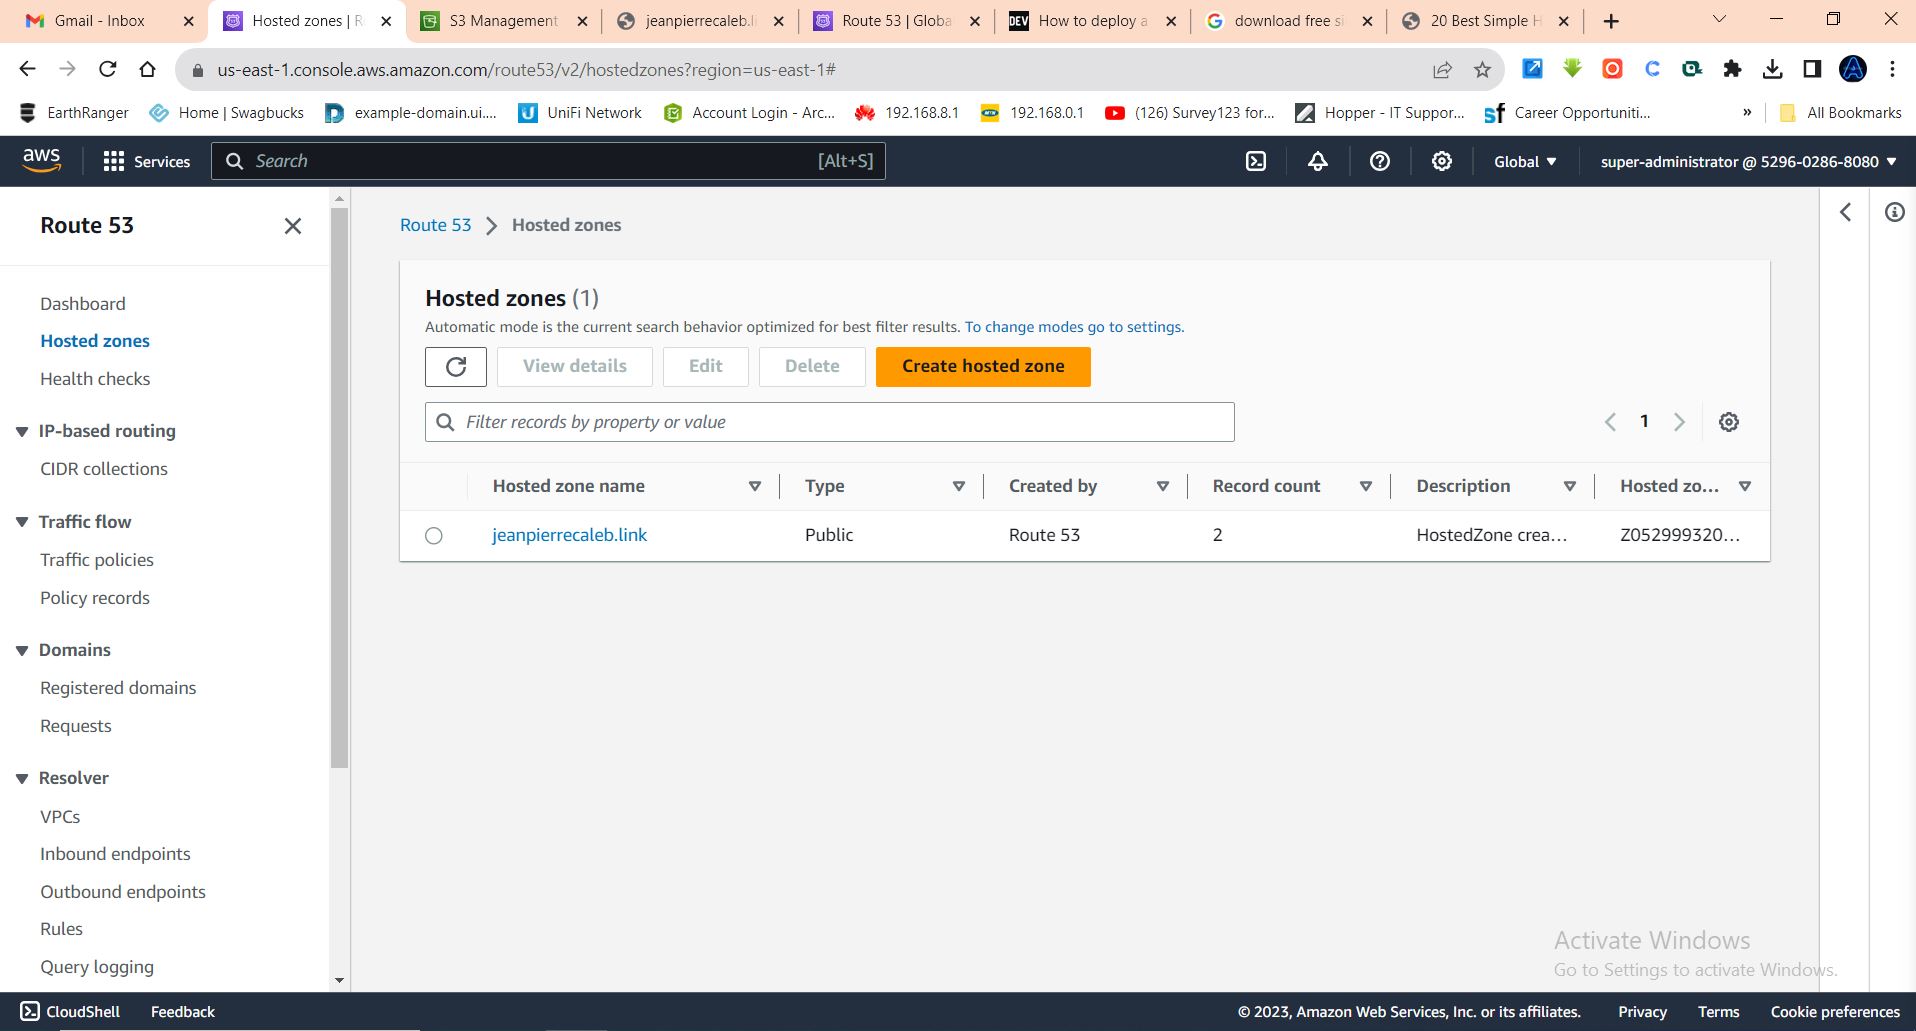 Gmail - Inbox
Hosted zones | R
S3 Management
jeanpierrecaleb.li
Route 53 | Globa
DEV How to deploy a
download free si
20 Best Simple H
us-east-1.console.aws.amazon.com/route53/v2/hostedzones?region=us-east-1#
EarthRanger
Home | Swagbucks
example-domain.ui....
UniFi Network
Account Login - Arc...
192.168.8.1
192.168.0.1
(126) Survey123 for...
Hopper - IT Suppor...
sf Career Opportuniti...
»
All Bookmarks
aws
Services
Search
[Alt+S]
Global
super-administrator @ 5296-0286-8080
Route 53
Dashboard
Hosted zones
Health checks
IP-based routing
CIDR collections
Traffic flow
Traffic policies
Policy records
Domains
Registered domains
Requests
Resolver
VPCs
Inbound endpoints
Outbound endpoints
Rules
Query logging
Route 53 > Hosted zones
Hosted zones (1)
Automatic mode is the current search behavior optimized for best filter results. To change modes go to settings.
View details
Edit
Delete
Create hosted zone
Filter records by property or value
1
Hosted zone name
Type
Created by
Record count
Description
Hosted zo...
jeanpierrecaleb.link
Public
Route 53
2
HostedZone crea...
Z052999320...
Activate Windows
Go to Settings to activate Windows.
CloudShell
Feedback
© 2023, Amazon Web Services, Inc. or its affiliates.
Privacy
Terms
Cookie preferences